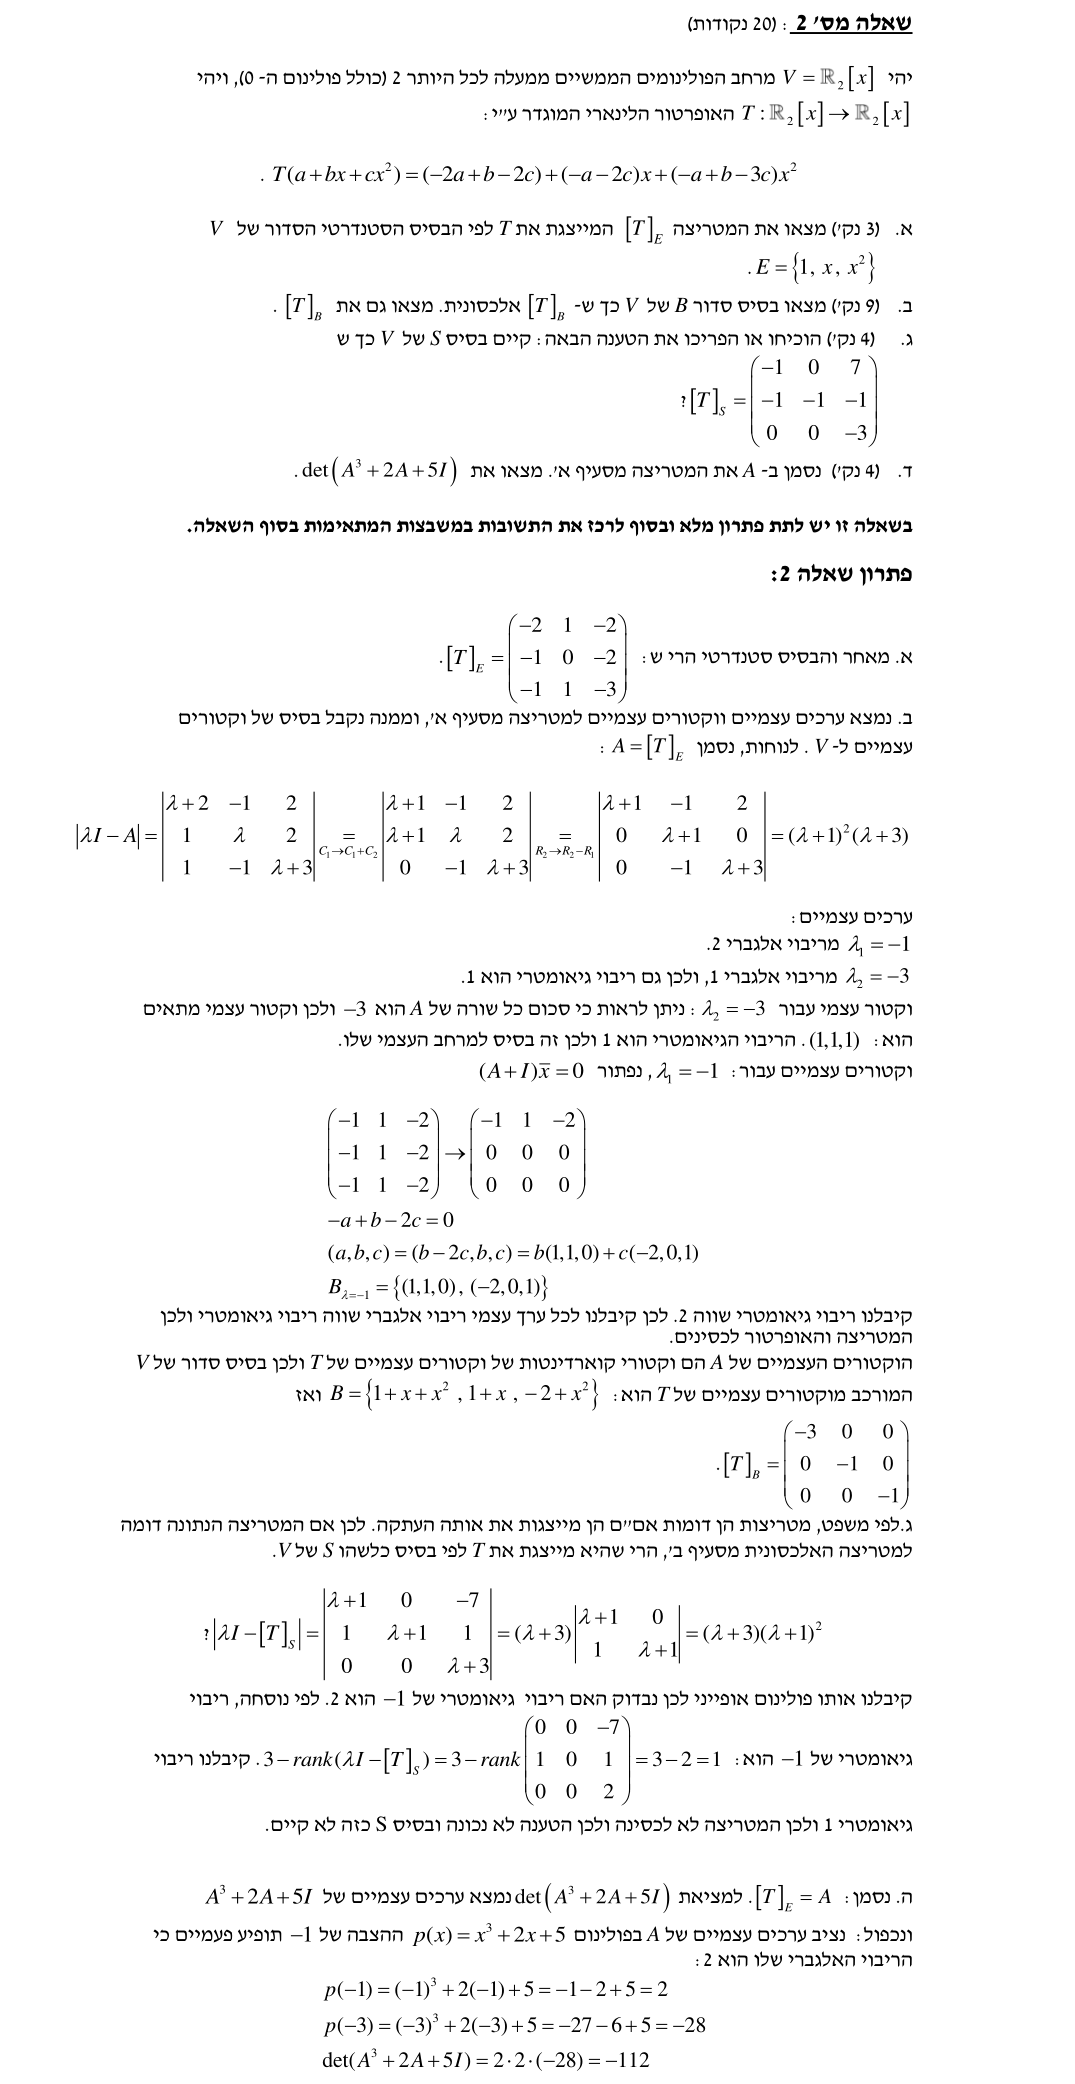 שאלה מס׳ 2 : (20 נקודות)
יהי V = ℝ₂[x] מרחב הפולינומים הממשיים ממעלה לכל היותר 2 (כולל פולינום ה- 0), ויהי
T : ℝ₂[x] → ℝ₂[x] האופרטור הלינארי המוגדר ע״י :
. T(a+bx+cx²) = (−2a+b−2c)+(−a−2c)x+(−a+b−3c)x²
א. (3 נק׳) מצאו את המטריצה [T]_E המייצגת את T לפי הבסיס הסטנדרטי הסדור של V
. E = {1, x, x²}
ב. (9 נק׳) מצאו בסיס סדור B של V כך ש- [T]_B אלכסונית. מצאו גם את [T]_B .
ג. (4 נק׳) הוכיחו או הפריכו את הטענה הבאה : קיים בסיס S של V כך ש
−1 0 7
? [T]_S = −1 −1 −1
0 0 −3
ד. (4 נק׳) נסמן ב- A את המטריצה מסעיף א׳. מצאו את det(A³ + 2A + 5I) .
בשאלה זו יש לתת פתרון מלא ובסוף לרכז את התשובות במשבצות המתאימות בסוף השאלה.
פתרון שאלה 2:
−2 1 −2
א. מאחר והבסיס סטנדרטי הרי ש : [T]_E = −1 0 −2 .
−1 1 −3
ב. נמצא ערכים עצמיים ווקטורים עצמיים למטריצה מסעיף א׳, וממנה נקבל בסיס של וקטורים
עצמיים ל- V . לנוחות, נסמן A = [T]_E :
λ+2 −1 2 λ+1 −1 2 λ+1 −1 2
|λI − A| = 1 λ 2 = λ+1 λ 2 = 0 λ+1 0 = (λ+1)²(λ+3)
C₁→C₁+C₂ R₂→R₂−R₁
1 −1 λ+3 0 −1 λ+3 0 −1 λ+3
ערכים עצמיים :
λ₁ = −1 מריבוי אלגברי 2.
λ₂ = −3 מריבוי אלגברי 1, ולכן גם ריבוי גיאומטרי הוא 1.
וקטור עצמי עבור λ₂ = −3 : ניתן לראות כי סכום כל שורה של A הוא −3 ולכן וקטור עצמי מתאים
הוא : (1,1,1). הריבוי הגיאומטרי הוא 1 ולכן זה בסיס למרחב העצמי שלו.
וקטורים עצמיים עבור : λ₁ = −1 , נפתור (A+I)x̄ = 0
−1 1 −2 −1 1 −2
−1 1 −2 → 0 0 0
−1 1 −2 0 0 0
−a+b−2c = 0
(a,b,c) = (b−2c,b,c) = b(1,1,0)+c(−2,0,1)
B_λ=−1 = {(1,1,0), (−2,0,1)}
קיבלנו ריבוי גיאומטרי שווה 2. לכן קיבלנו לכל ערך עצמי ריבוי אלגברי שווה ריבוי גיאומטרי ולכן
המטריצה והאופרטור לכסינים.
הוקטורים העצמיים של A הם וקטורי קוארדינטות של וקטורים עצמיים של T ולכן בסיס סדור של V
המורכב מוקטורים עצמיים של T הוא : B = {1+x+x² , 1+x , −2+x²} ואז
−3 0 0
. [T]_B = 0 −1 0
0 0 −1
ג.לפי משפט, מטריצות הן דומות אם״ם הן מייצגות את אותה העתקה. לכן אם המטריצה הנתונה דומה
למטריצה האלכסונית מסעיף ב׳, הרי שהיא מייצגת את T לפי בסיס כלשהו S של V.
λ+1 0 −7
? |λI − [T]_S| = 1 λ+1 1 = (λ+3) |λ+1 0 ; 1 λ+1| = (λ+3)(λ+1)²
0 0 λ+3
קיבלנו אותו פולינום אופייני לכן נבדוק האם ריבוי גיאומטרי של −1 הוא 2. לפי נוסחה, ריבוי
0 0 −7
גיאומטרי של −1 הוא : 3 − rank(λI − [T]_S) = 3 − rank 1 0 1 = 3 − 2 = 1 . קיבלנו ריבוי
0 0 2
גיאומטרי 1 ולכן המטריצה לא לכסינה ולכן הטענה לא נכונה ובסיס S כזה לא קיים.
ה. נסמן : [T]_E = A. למציאת det(A³ + 2A + 5I) נמצא ערכים עצמיים של A³ + 2A + 5I
ונכפול : נציב ערכים עצמיים של A בפולינום p(x) = x³ + 2x + 5 ההצבה של −1 תופיע פעמיים כי
הריבוי האלגברי שלו הוא 2 :
p(−1) = (−1)³ + 2(−1) + 5 = −1 − 2 + 5 = 2
p(−3) = (−3)³ + 2(−3) + 5 = −27 − 6 + 5 = −28
det(A³ + 2A + 5I) = 2·2·(−28) = −112